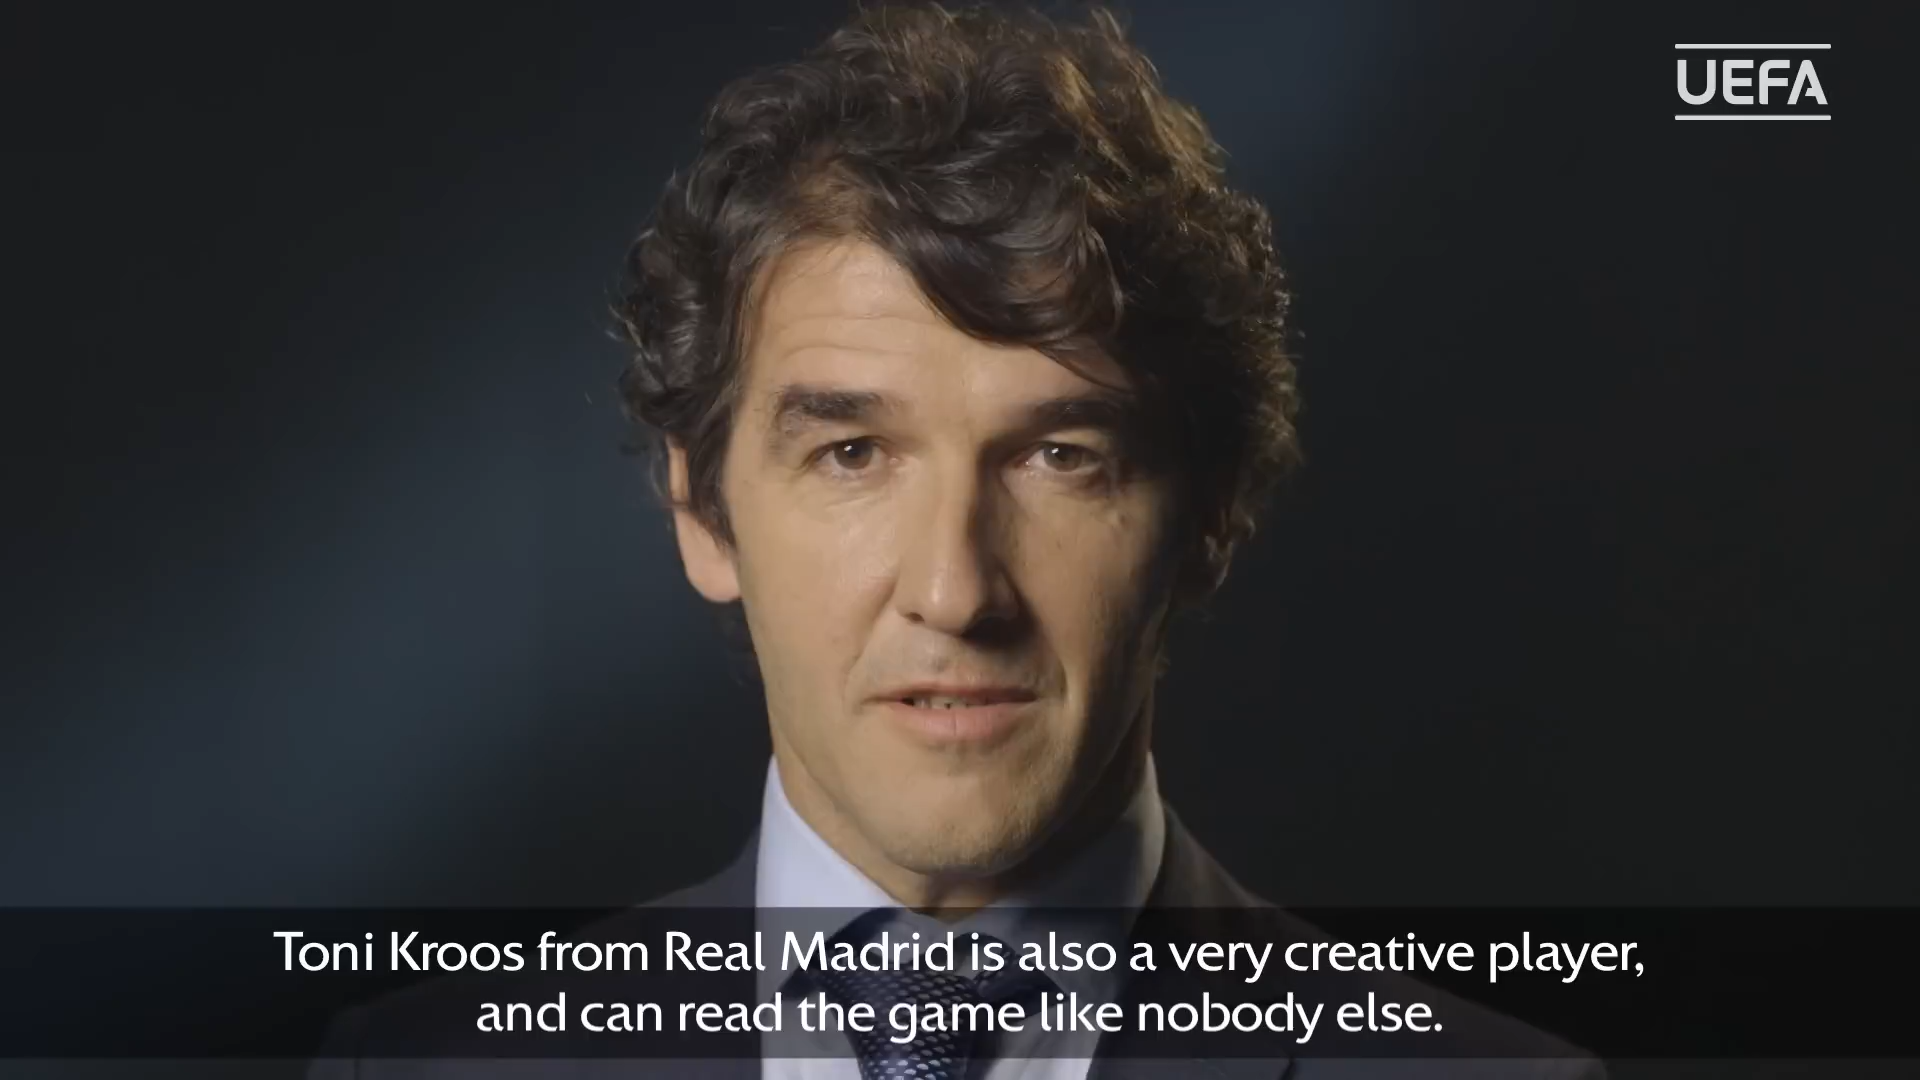 UEFA
Toni Kroos from Real Madrid is also a very creative player,
and can read the game like nobody else.